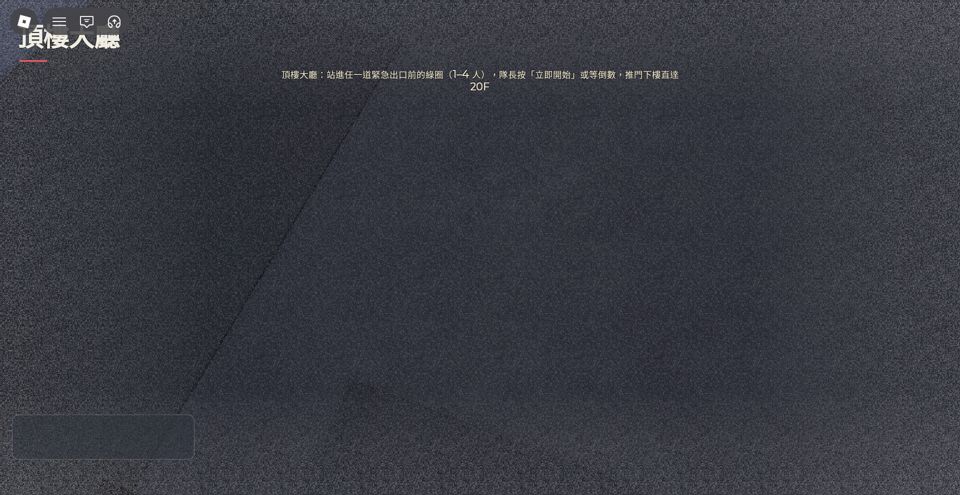 頂樓大廳
頂樓大廳：站進任一道緊急出口前的綠圈（1–4 人），隊長按「立即開始」或等倒數，推門下樓直達
20F